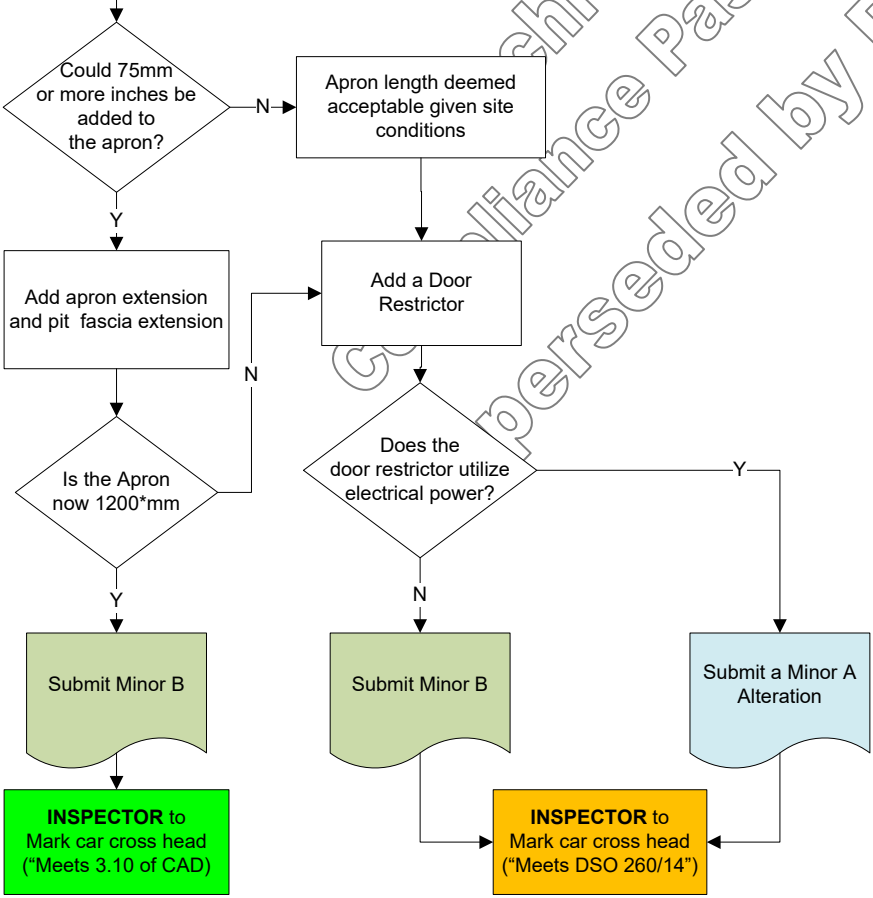 Could 75mm
or more inches be
added to
the apron?
N
Apron length deemed
acceptable given site
conditions
Y
Add apron extension
and pit fascia extension
N
Add a Door
Restrictor
Is the Apron
now 1200*mm
Does the
door restrictor utilize
electrical power?
Y
Y
N
Submit Minor B
Submit Minor B
Submit a Minor A
Alteration
INSPECTOR to
Mark car cross head
("Meets 3.10 of CAD)
INSPECTOR to
Mark car cross head
("Meets DSO 260/14")